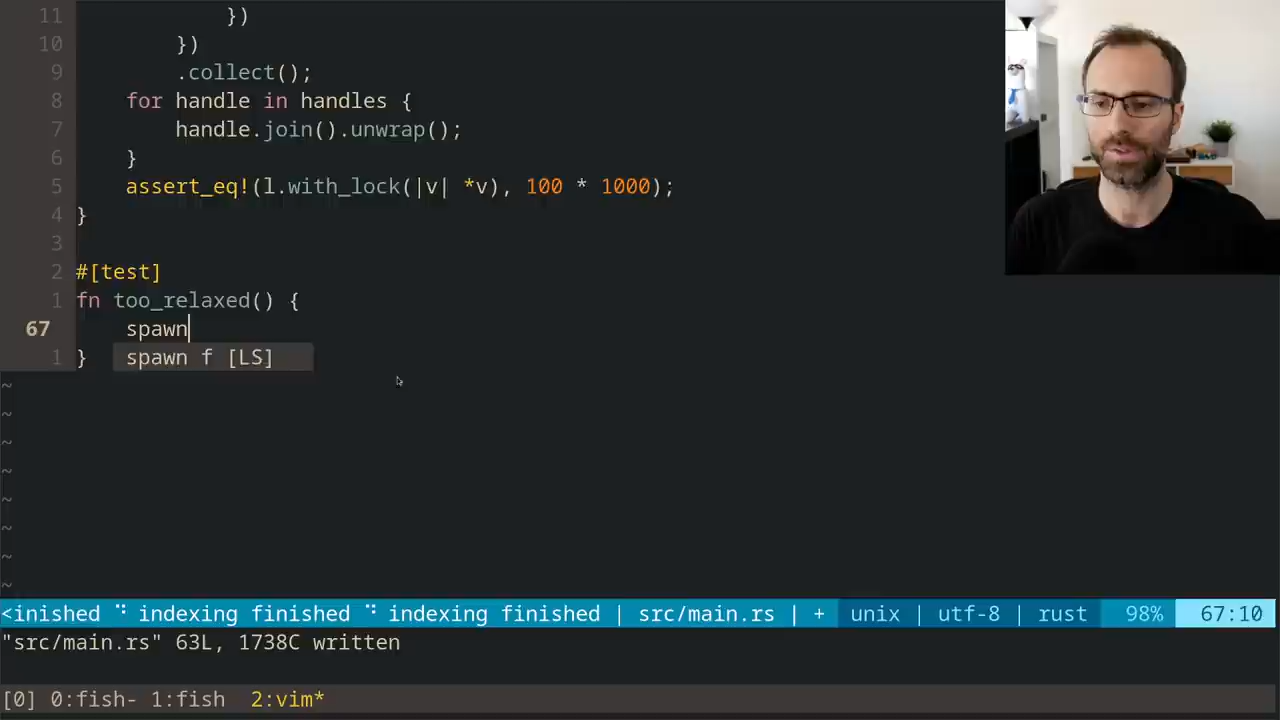 11             })
10         })
9         .collect();
8     for handle in handles {
7         handle.join().unwrap();
6     }
5     assert_eq!(l.with_lock(|v| *v), 100 * 1000);
4 }
3
2 #[test]
1 fn too_relaxed() {
67     spawn
1 }   spawn f [LS]
~
~
~
~
~
~
~
~
<inished ⠙ indexing finished ⠙ indexing finished | src/main.rs | + unix | utf-8 | rust 98% 67:10
"src/main.rs" 63L, 1738C written
[0] 0:fish- 1:fish  2:vim*